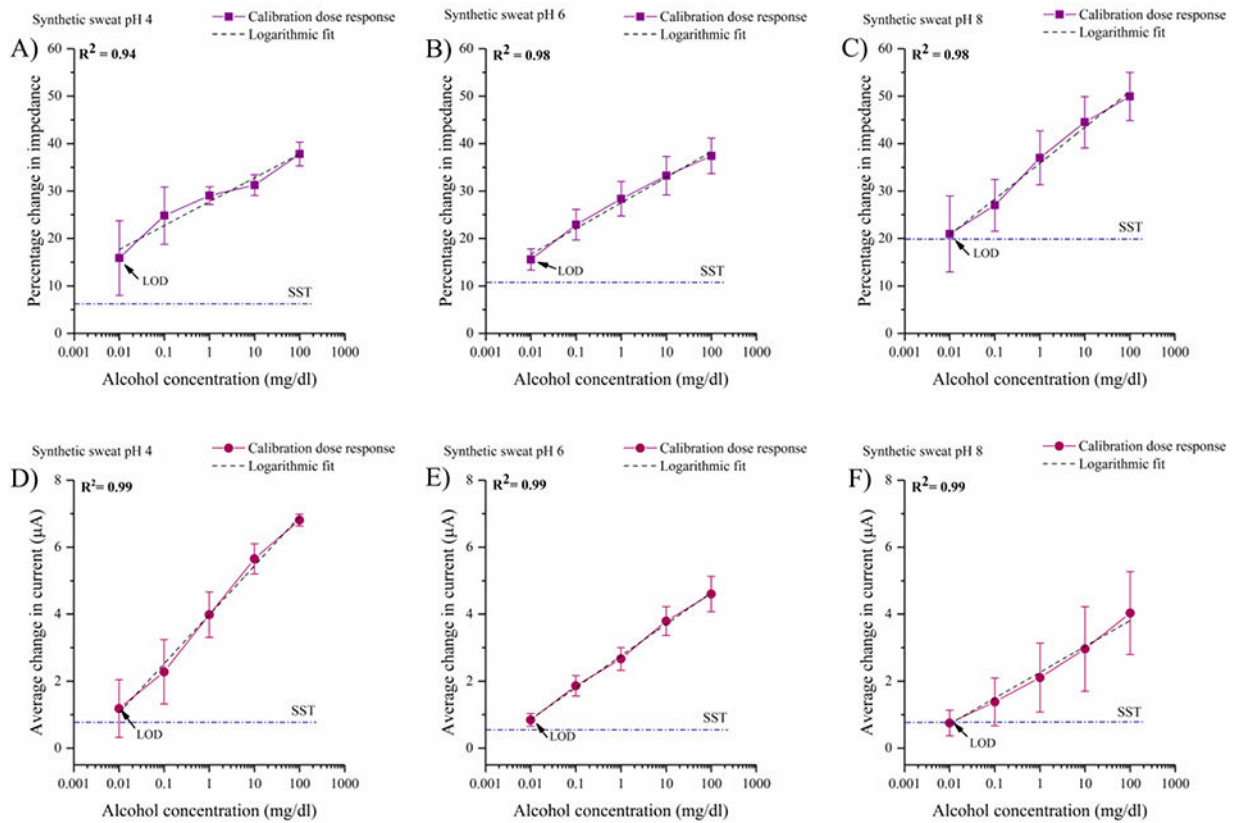 Synthetic sweat pH 4
Calibration dose response
Logarithmic fit
A)
R² = 0.94
60
50
40
30
20
10
0
Percentage change in impedance
LOD
SST
0.001 0.01 0.1 1 10 100 1000
Alcohol concentration (mg/dl)
Synthetic sweat pH 6
Calibration dose response
Logarithmic fit
B)
R² = 0.98
60
50
40
30
20
10
0
Percentage change in impedance
LOD
SST
0.001 0.01 0.1 1 10 100 1000
Alcohol concentration (mg/dl)
Synthetic sweat pH 8
Calibration dose response
Logarithmic fit
C)
R² = 0.98
60
50
40
30
20
10
0
Percentage change in impedance
LOD
SST
0.001 0.01 0.1 1 10 100 1000
Alcohol concentration (mg/dl)
Synthetic sweat pH 4
Calibration dose response
Logarithmic fit
D)
R²= 0.99
8
6
4
2
0
Average change in current (μA)
LOD
SST
0.001 0.01 0.1 1 10 100 1000
Alcohol concentration (mg/dl)
Synthetic sweat pH 6
Calibration dose response
Logarithmic fit
E)
R²= 0.99
8
6
4
2
0
Average change in current (μA)
LOD
SST
0.001 0.01 0.1 1 10 100 1000
Alcohol concentration (mg/dl)
Synthetic sweat pH 8
Calibration dose response
Logarithmic fit
F)
R²= 0.99
8
6
4
2
0
Average change in current (μA)
LOD
SST
0.001 0.01 0.1 1 10 100 1000
Alcohol concentration (mg/dl)